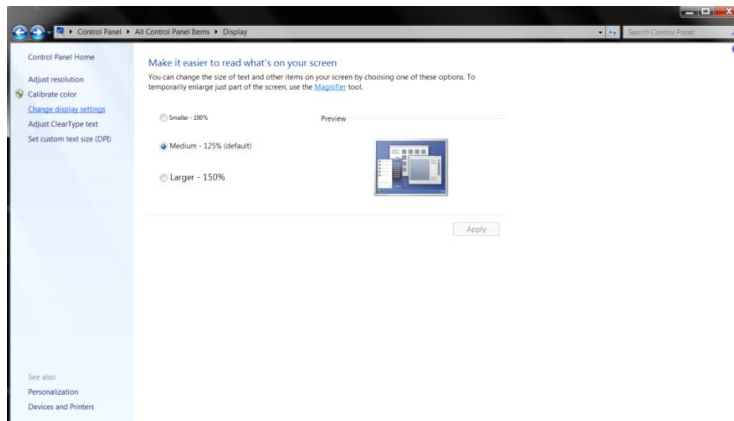 Control Panel ▸ All Control Panel Items ▸ Display
Search Control Panel
Control Panel Home
Adjust resolution
Calibrate color
Change display settings
Adjust ClearType text
Set custom text size (DPI)
Make it easier to read what's on your screen
You can change the size of text and other items on your screen by choosing one of these options. To
temporarily enlarge just part of the screen, use the Magnifier tool.
Smaller - 100%
Preview
Medium - 125% (default)
Larger - 150%
Apply
See also
Personalization
Devices and Printers